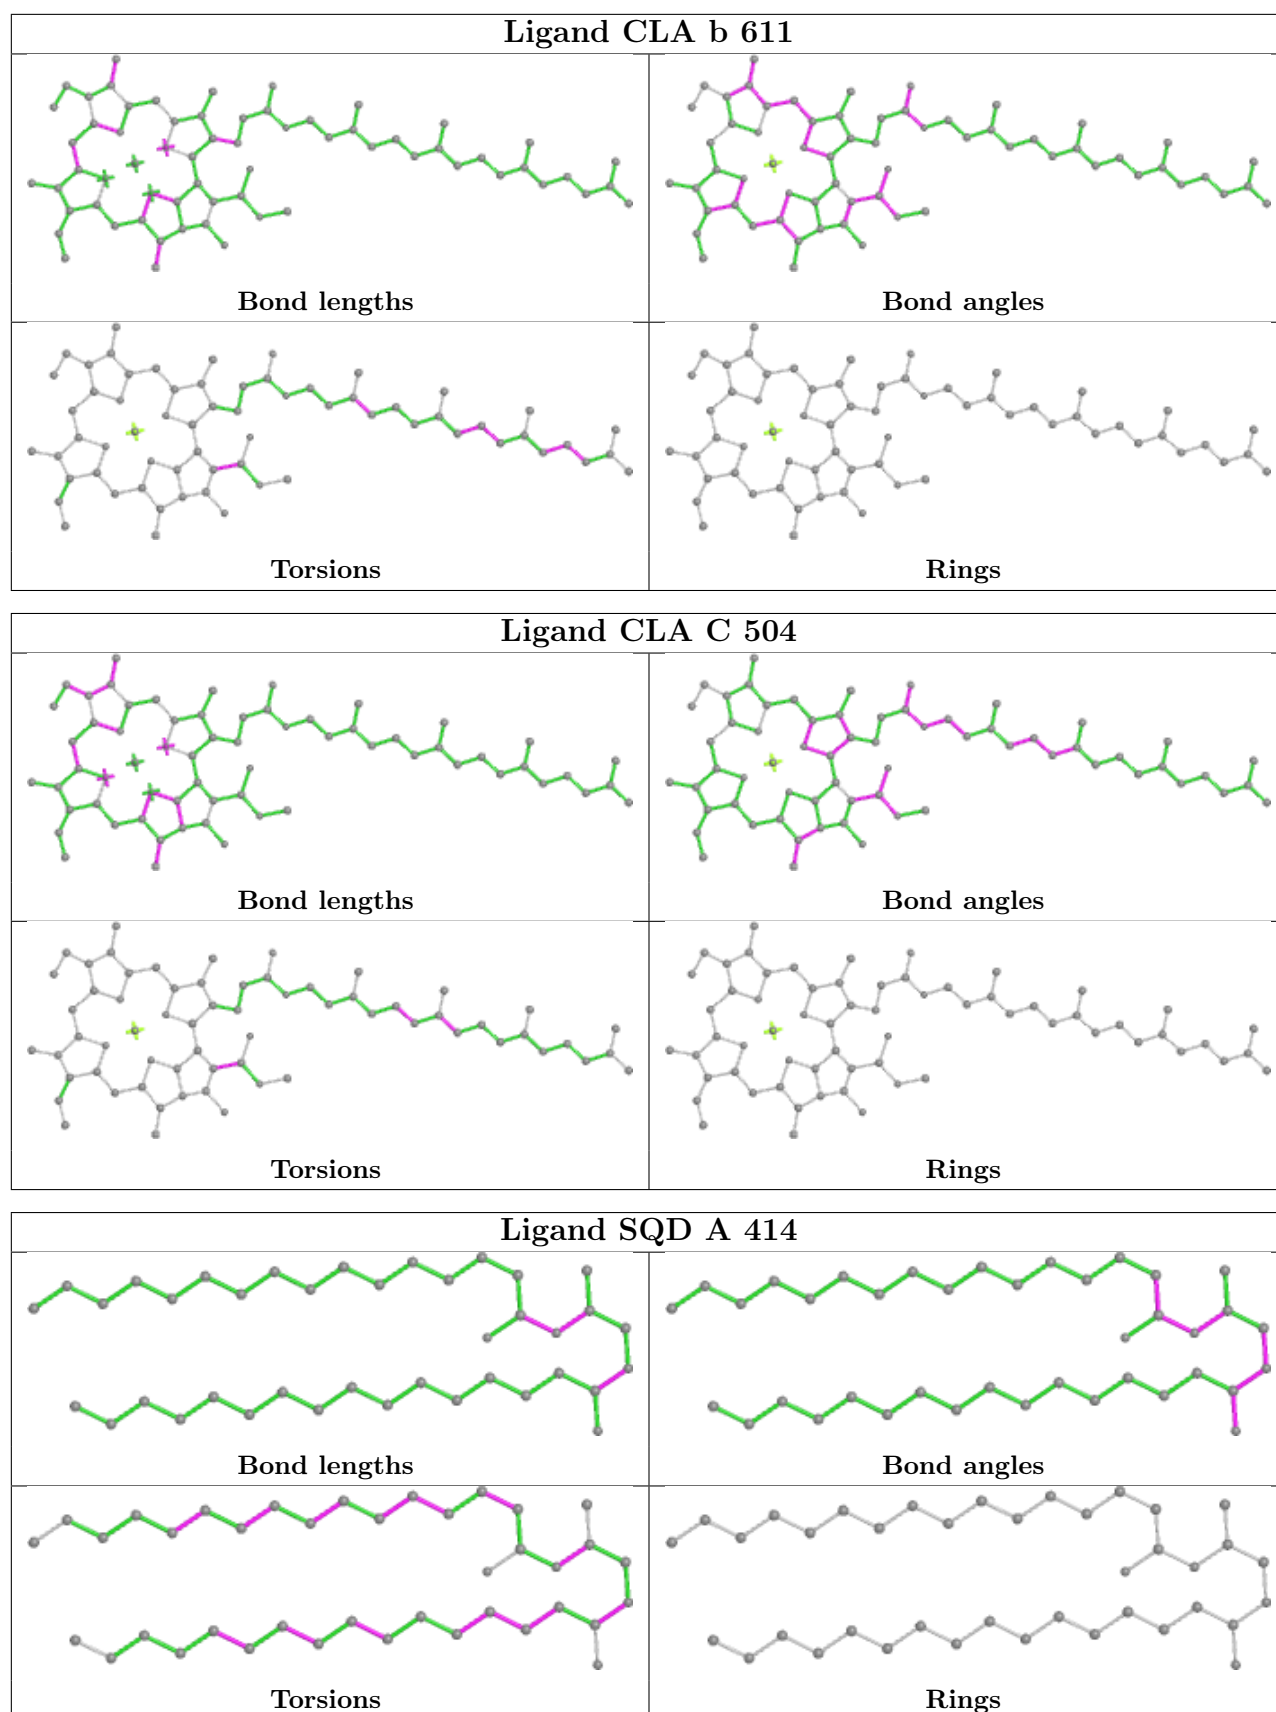 Ligand CLA b 611
Bond lengths
Bond angles
Torsions
Rings
Ligand CLA C 504
Bond lengths
Bond angles
Torsions
Rings
Ligand SQD A 414
Bond lengths
Bond angles
Torsions
Rings